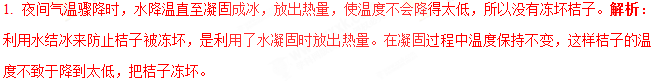 1. 夜间气温骤降时，水降温直至凝固成冰，放出热量，使温度不会降得太低，所以没有冻坏桔子。解析：
利用水结冰来防止桔子被冻坏，是利用了水凝固时放出热量。在凝固过程中温度保持不变，这样桔子的温
度不致于降到太低，把桔子冻坏。